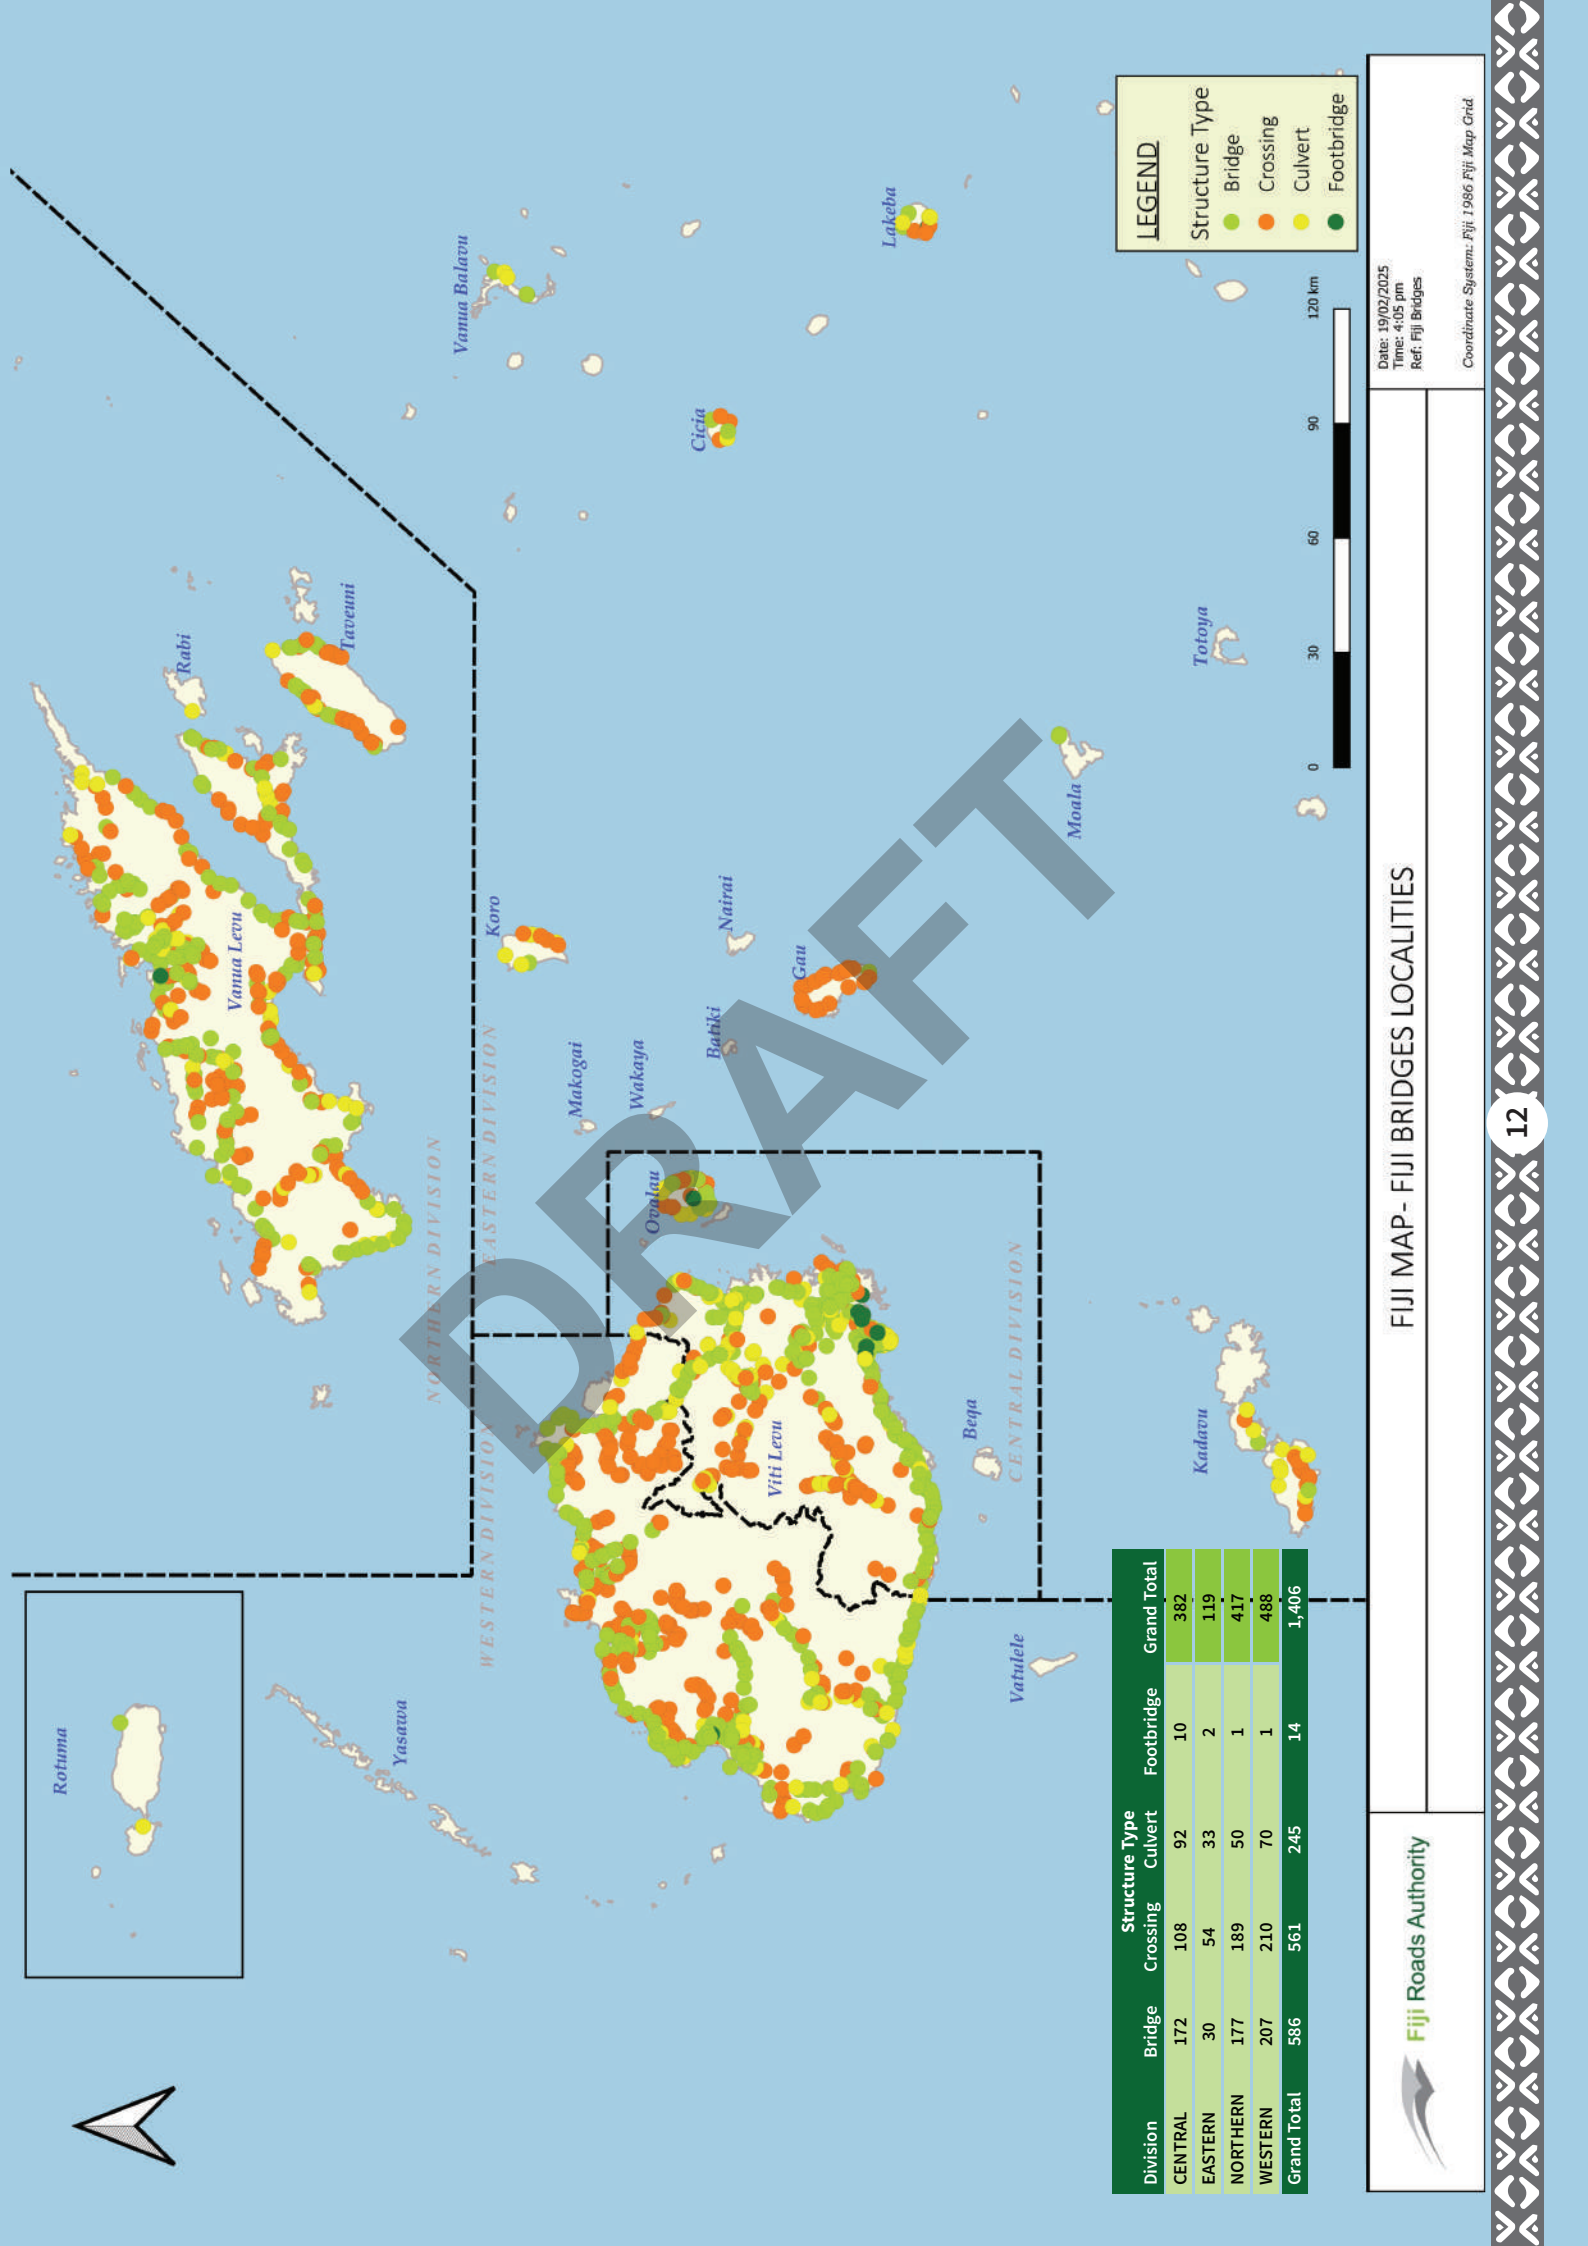 Rotuma
Yasawa
Vanua Levu
Rabi
Taveuni
NORTHERN DIVISION
WESTERN DIVISION
EASTERN DIVISION
Koro
Makogai
Wakaya
Batiki
Nairai
Gau
Ovalau
Vanua Balavu
Cicia
Lakeba
Viti Levu
Beqa
CENTRAL DIVISION
Vatulele
Kadavu
Moala
Totoya
DRAFT
LEGEND
Structure Type
Bridge
Crossing
Culvert
Footbridge
0 30 60 90 120 km
Structure Type
Division Bridge Crossing Culvert Footbridge Grand Total
CENTRAL 172 108 92 10 382
EASTERN 30 54 33 2 119
NORTHERN 177 189 50 1 417
WESTERN 207 210 70 1 488
Grand Total 586 561 245 14 1,406
Fiji Roads Authority
FIJI MAP- FIJI BRIDGES LOCALITIES
Date: 19/02/2025
Time: 4:05 pm
Ref: Fiji Bridges
Coordinate System: Fiji 1986 Fiji Map Grid
12